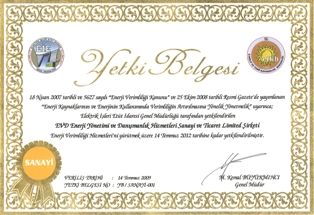 EİE
Yetki Belgesi
18 Nisan 2007 tarihli ve 5627 sayılı "Enerji Verimliliği Kanunu" ve 25 Ekim 2008 tarihli Resmi Gazete'de yayımlanan
"Enerji Kaynaklarının ve Enerjinin Kullanımında Verimliliğin Artırılmasına Yönelik Yönetmelik" uyarınca;
Elektrik İşleri Etüt İdaresi Genel Müdürlüğü tarafından yetkilendirilen
EVD Enerji Yönetimi ve Danışmanlık Hizmetleri Sanayi ve Ticaret Limited Şirketi
Enerji Verimliliği Hizmetleri'ni yürütmek üzere 14 Temmuz 2012 tarihine kadar yetkilendirilmiştir.
SANAYİ
VERİLİŞ TARİHİ : 14 Temmuz 2009
YETKİ BELGESİ NO : YB / SANAYİ-001
M. Kemal BÜYÜKMIHCI
Genel Müdür